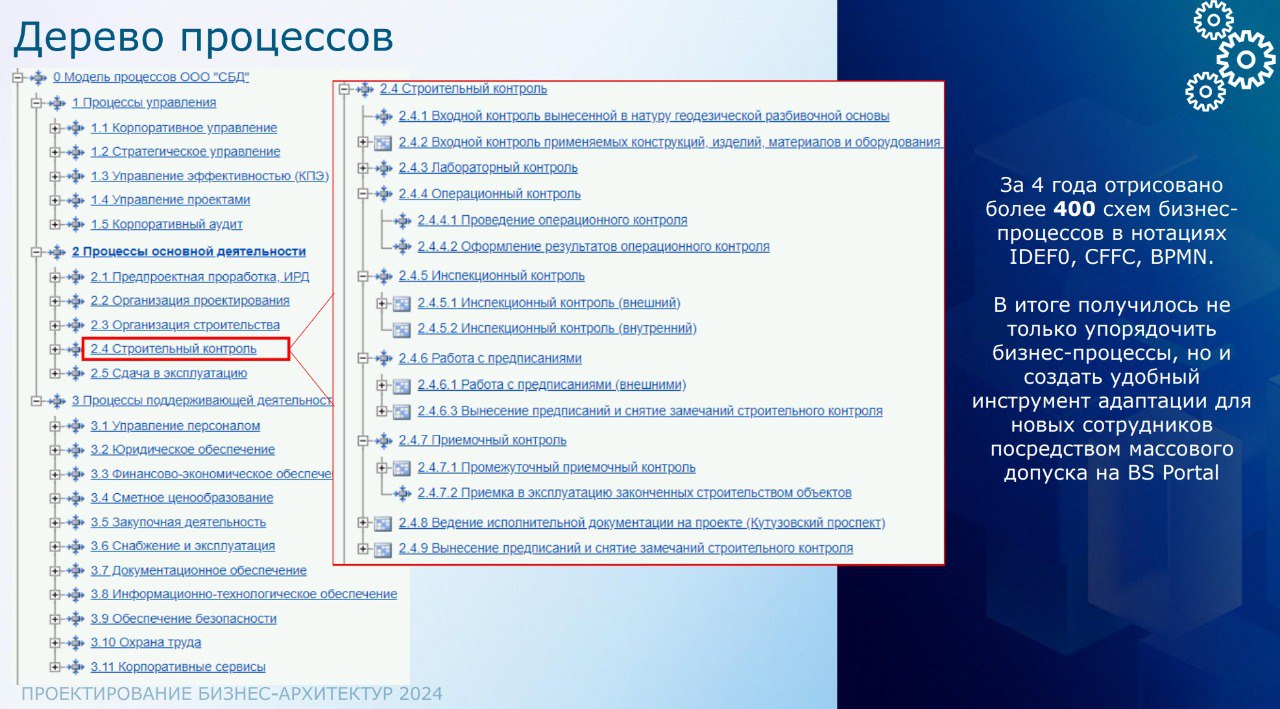 Дерево процессов
0 Модель процессов ООО "СБД"
1 Процессы управления
1.1 Корпоративное управление
1.2 Стратегическое управление
1.3 Управление эффективностью (КПЭ)
1.4 Управление проектами
1.5 Корпоративный аудит
2 Процессы основной деятельности
2.1 Предпроектная проработка, ИРД
2.2 Организация проектирования
2.3 Организация строительства
2.4 Строительный контроль
2.5 Сдача в эксплуатацию
3 Процессы поддерживающей деятельност
3.1 Управление персоналом
3.2 Юридическое обеспечение
3.3 Финансово-экономическое обеспече
3.4 Сметное ценообразование
3.5 Закупочная деятельность
3.6 Снабжение и эксплуатация
3.7 Документационное обеспечение
3.8 Информационно-технологическое обеспечение
3.9 Обеспечение безопасности
3.10 Охрана труда
3.11 Корпоративные сервисы
2.4 Строительный контроль
2.4.1 Входной контроль вынесенной в натуру геодезической разбивочной основы
2.4.2 Входной контроль применяемых конструкций, изделий, материалов и оборудования
2.4.3 Лабораторный контроль
2.4.4 Операционный контроль
2.4.4.1 Проведение операционного контроля
2.4.4.2 Оформление результатов операционного контроля
2.4.5 Инспекционный контроль
2.4.5.1 Инспекционный контроль (внешний)
2.4.5.2 Инспекционный контроль (внутренний)
2.4.6 Работа с предписаниями
2.4.6.1 Работа с предписаниями (внешними)
2.4.6.3 Вынесение предписаний и снятие замечаний строительного контроля
2.4.7 Приемочный контроль
2.4.7.1 Промежуточный приемочный контроль
2.4.7.2 Приемка в эксплуатацию законченных строительством объектов
2.4.8 Ведение исполнительной документации на проекте (Кутузовский проспект)
2.4.9 Вынесение предписаний и снятие замечаний строительного контроля
За 4 года отрисовано
более 400 схем бизнес-
процессов в нотациях
IDEF0, CFFC, BPMN.
В итоге получилось не
только упорядочить
бизнес-процессы, но и
создать удобный
инструмент адаптации для
новых сотрудников
посредством массового
допуска на BS Portal
ПРОЕКТИРОВАНИЕ БИЗНЕС-АРХИТЕКТУР 2024